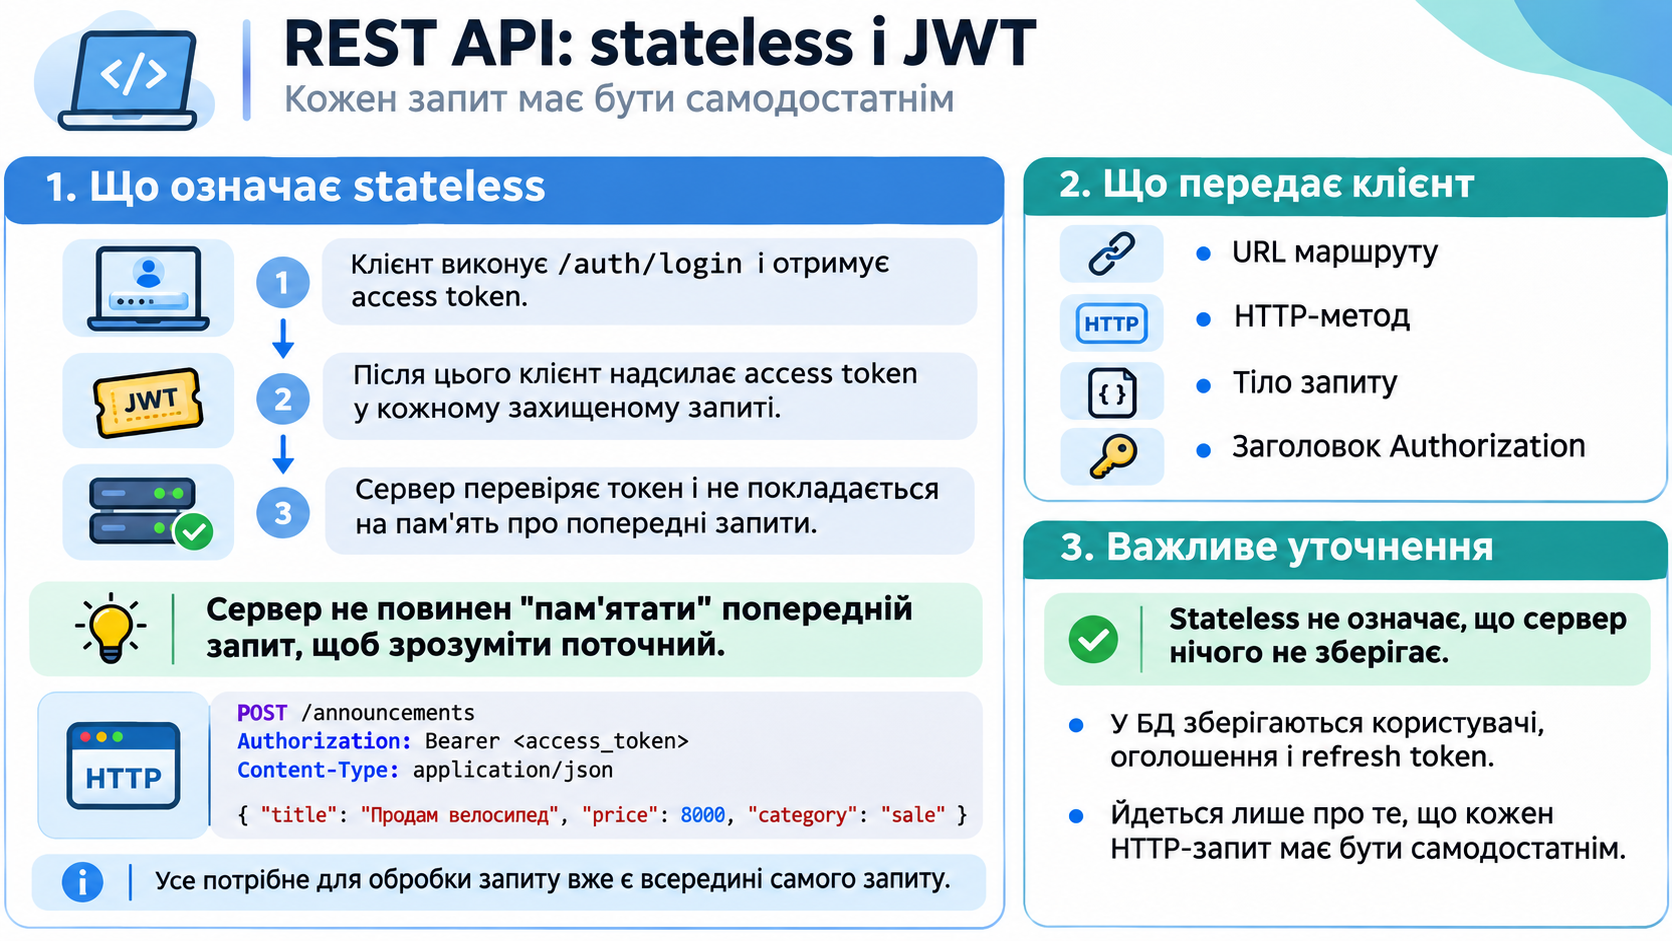 </>
REST API: stateless і JWT
Кожен запит має бути самодостатнім
1. Що означає stateless
1
Клієнт виконує /auth/login і отримує
access token.
JWT
2
Після цього клієнт надсилає access token
у кожному захищеному запиті.
3
Сервер перевіряє токен і не покладається
на пам'ять про попередні запити.
Сервер не повинен "пам'ятати" попередній
запит, щоб зрозуміти поточний.
HTTP
POST /announcements
Authorization: Bearer <access_token>
Content-Type: application/json
{ "title": "Продам велосипед", "price": 8000, "category": "sale" }
i
Усе потрібне для обробки запиту вже є всередині самого запиту.
2. Що передає клієнт
• URL маршруту
HTTP
• HTTP-метод
{ }
• Тіло запиту
• Заголовок Authorization
3. Важливе уточнення
Stateless не означає, що сервер
нічого не зберігає.
• У БД зберігаються користувачі,
оголошення і refresh token.
• Йдеться лише про те, що кожен
HTTP-запит має бути самодостатнім.